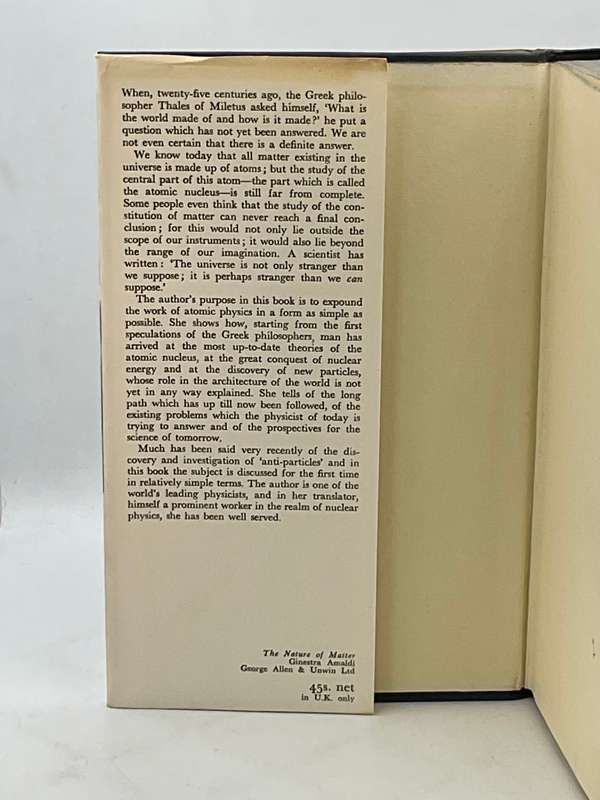 When, twenty-five centuries ago, the Greek philo-
sopher Thales of Miletus asked himself, 'What is
the world made of and how is it made?' he put a
question which has not yet been answered. We are
not even certain that there is a definite answer.
We know today that all matter existing in the
universe is made up of atoms; but the study of the
central part of this atom—the part which is called
the atomic nucleus—is still far from complete.
Some people even think that the study of the con-
stitution of matter can never reach a final con-
clusion; for this would not only lie outside the
scope of our instruments; it would also lie beyond
the range of our imagination. A scientist has
written: 'The universe is not only stranger than
we suppose; it is perhaps stranger than we can
suppose.'
The author's purpose in this book is to expound
the work of atomic physics in a form as simple as
possible. She shows how, starting from the first
speculations of the Greek philosophers, man has
arrived at the most up-to-date theories of the
atomic nucleus, at the great conquest of nuclear
energy and at the discovery of new particles,
whose role in the architecture of the world is not
yet in any way explained. She tells of the long
path which has up till now been followed, of the
existing problems which the physicist of today is
trying to answer and of the prospectives for the
science of tomorrow.
Much has been said very recently of the dis-
covery and investigation of 'anti-particles' and in
this book the subject is discussed for the first time
in relatively simple terms. The author is one of the
world's leading physicists, and in her translator,
himself a prominent worker in the realm of nuclear
physics, she has been well served.
The Nature of Matter
Ginestra Amaldi
George Allen & Unwin Ltd
45s. net
in U.K. only